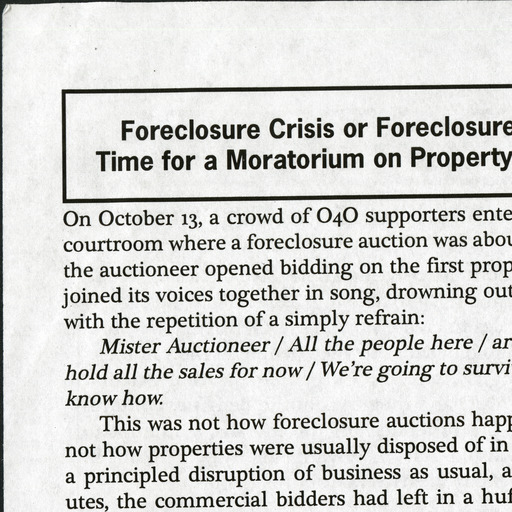 Foreclosure Crisis or Foreclosure
Time for a Moratorium on Property
On October 13, a crowd of O4O supporters ente
courtroom where a foreclosure auction was abou
the auctioneer opened bidding on the first prop
joined its voices together in song, drowning out
with the repetition of a simply refrain:
Mister Auctioneer / All the people here / ar
hold all the sales for now / We're going to survi
know how.
This was not how foreclosure auctions happ
not how properties were usually disposed of in
a principled disruption of business as usual, a
utes, the commercial bidders had left in a huf